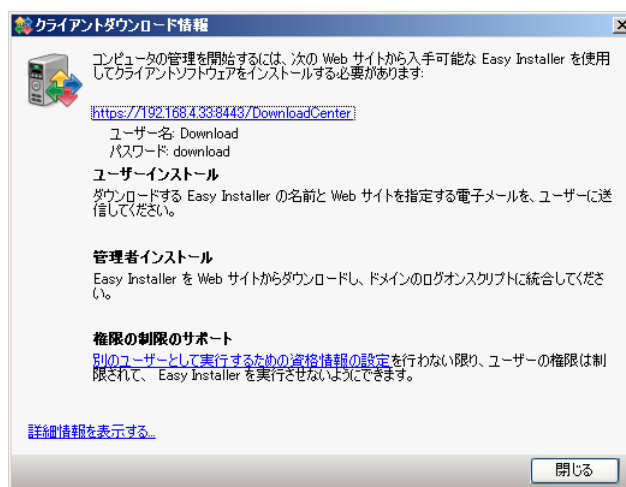 クライアントダウンロード情報
コンピュータの管理を開始するには、次の Web サイトから入手可能な Easy Installer を使用
してクライアントソフトウェアをインストールする必要があります:
https://192.168.4.33:8443/DownloadCenter
ユーザー名: Download
パスワード: download
ユーザーインストール
ダウンロードする Easy Installer の名前と Web サイトを指定する電子メールを、ユーザーに送
信してください。
管理者インストール
Easy Installer を Web サイトからダウンロードし、ドメインのログオンスクリプトに統合してくださ
い。
権限の制限のサポート
別のユーザーとして実行するための資格情報の設定を行わない限り、ユーザーの権限は制
限されて、 Easy Installer を実行させないようにできます。
詳細情報を表示する...
閉じる